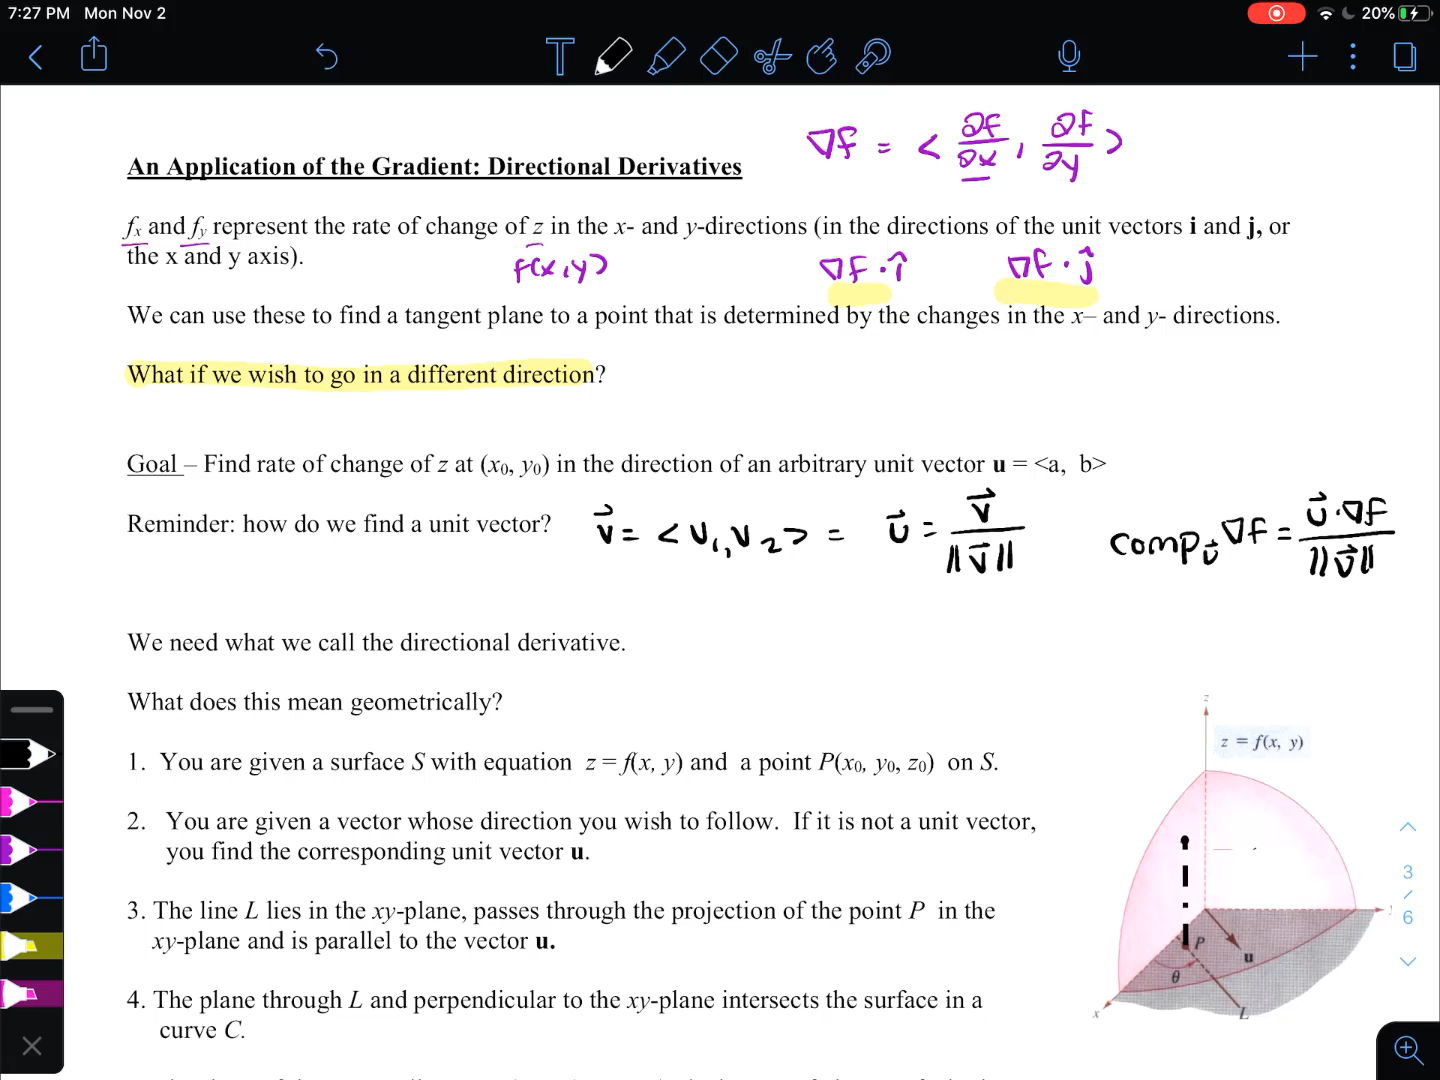 7:27 PM Mon Nov 2 20%
∇f = < ∂f/∂x , ∂f/∂y >
An Application of the Gradient: Directional Derivatives
fx and fy represent the rate of change of z in the x- and y-directions (in the directions of the unit vectors i and j, or
the x and y axis).
f(x,y) ∇f · î ∇f · ĵ
We can use these to find a tangent plane to a point that is determined by the changes in the x– and y- directions.
What if we wish to go in a different direction?
Goal – Find rate of change of z at (x0, y0) in the direction of an arbitrary unit vector u = <a, b>
Reminder: how do we find a unit vector? v⃗ = < v1, v2 > = u⃗ = v⃗/||v⃗|| comp_u⃗ ∇f = u⃗·∇f/||u⃗||
We need what we call the directional derivative.
What does this mean geometrically?
1. You are given a surface S with equation z = f(x, y) and a point P(x0, y0, z0) on S.
2. You are given a vector whose direction you wish to follow. If it is not a unit vector,
you find the corresponding unit vector u.
3. The line L lies in the xy-plane, passes through the projection of the point P in the
xy-plane and is parallel to the vector u.
4. The plane through L and perpendicular to the xy-plane intersects the surface in a
curve C.
z
z = f(x, y)
P
u
θ
x
L
3
/
6